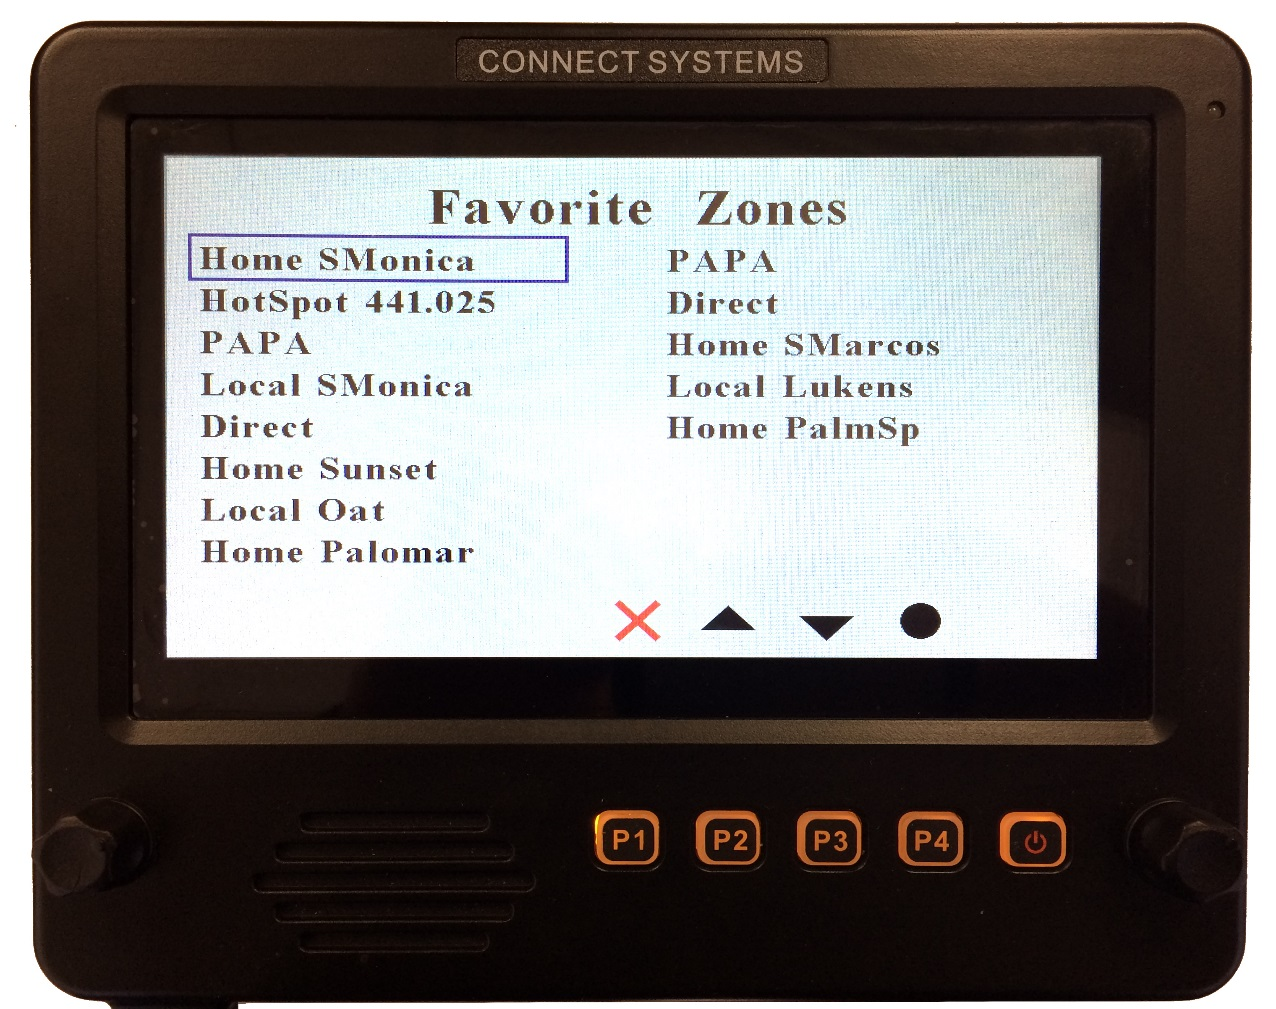 CONNECT SYSTEMS
Favorite Zones
Home SMonica
HotSpot 441.025
PAPA
Local SMonica
Direct
Home Sunset
Local Oat
Home Palomar
PAPA
Direct
Home SMarcos
Local Lukens
Home PalmSp
P1 P2 P3 P4